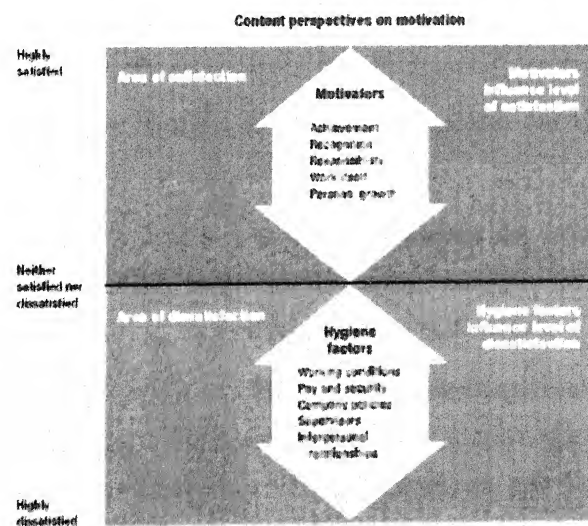 Content perspectives on motivation
Highly
satisfied
Area of satisfaction
Motivators
influence level
of satisfaction
Motivators
Achievement
Recognition
Responsibility
Work itself
Personal growth
Neither
satisfied nor
dissatisfied
Area of dissatisfaction
Hygiene factors
influence level of
dissatisfaction
Hygiene
factors
Working conditions
Pay and security
Company policies
Supervisors
Interpersonal
relationships
Highly
dissatisfied